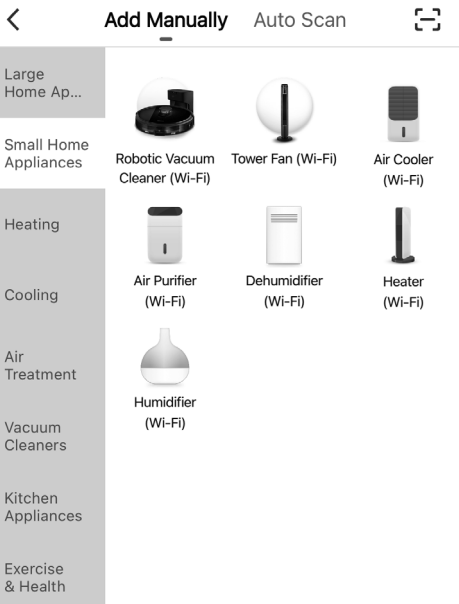 Add Manually Auto Scan
Large
Home Ap...
Small Home
Appliances
Heating
Cooling
Air
Treatment
Vacuum
Cleaners
Kitchen
Appliances
Exercise
& Health
Robotic Vacuum
Cleaner (Wi-Fi)
Tower Fan (Wi-Fi)
Air Cooler
(Wi-Fi)
Air Purifier
(Wi-Fi)
Dehumidifier
(Wi-Fi)
Heater
(Wi-Fi)
Humidifier
(Wi-Fi)